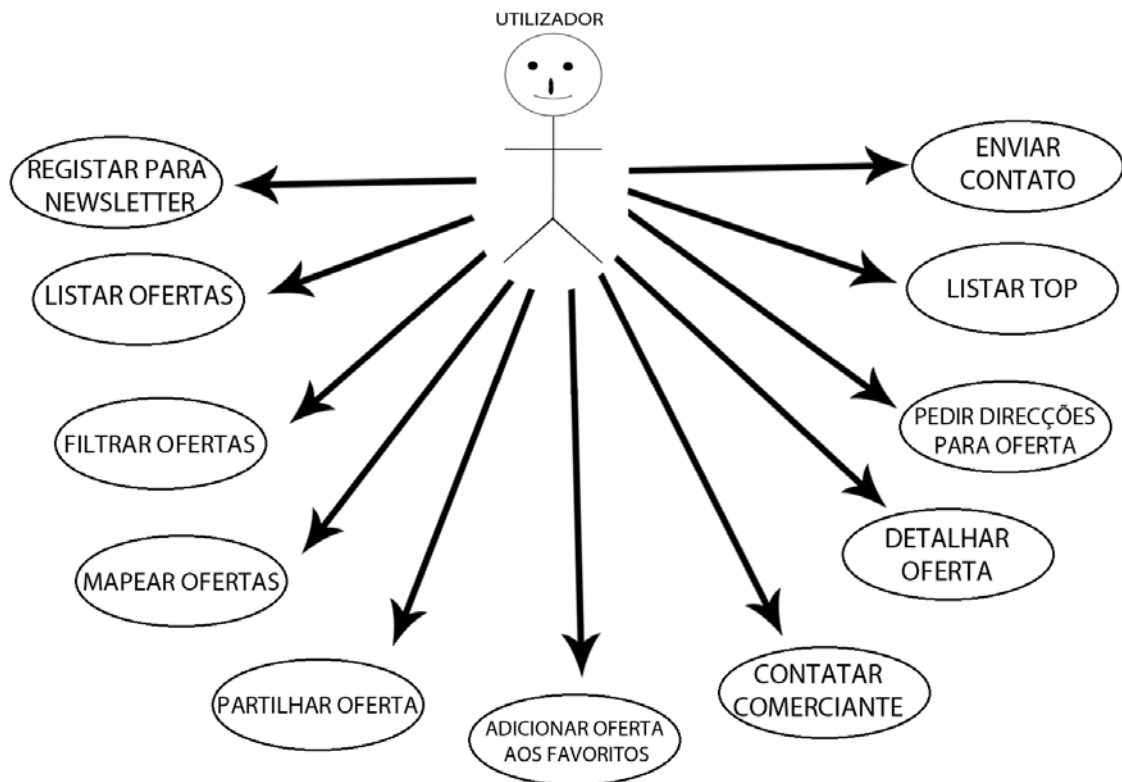 UTILIZADOR
REGISTAR PARA
NEWSLETTER
LISTAR OFERTAS
FILTRAR OFERTAS
MAPEAR OFERTAS
PARTILHAR OFERTA
ADICIONAR OFERTA
AOS FAVORITOS
CONTATAR
COMERCIANTE
DETALHAR
OFERTA
PEDIR DIRECÇÕES
PARA OFERTA
LISTAR TOP
ENVIAR
CONTATO